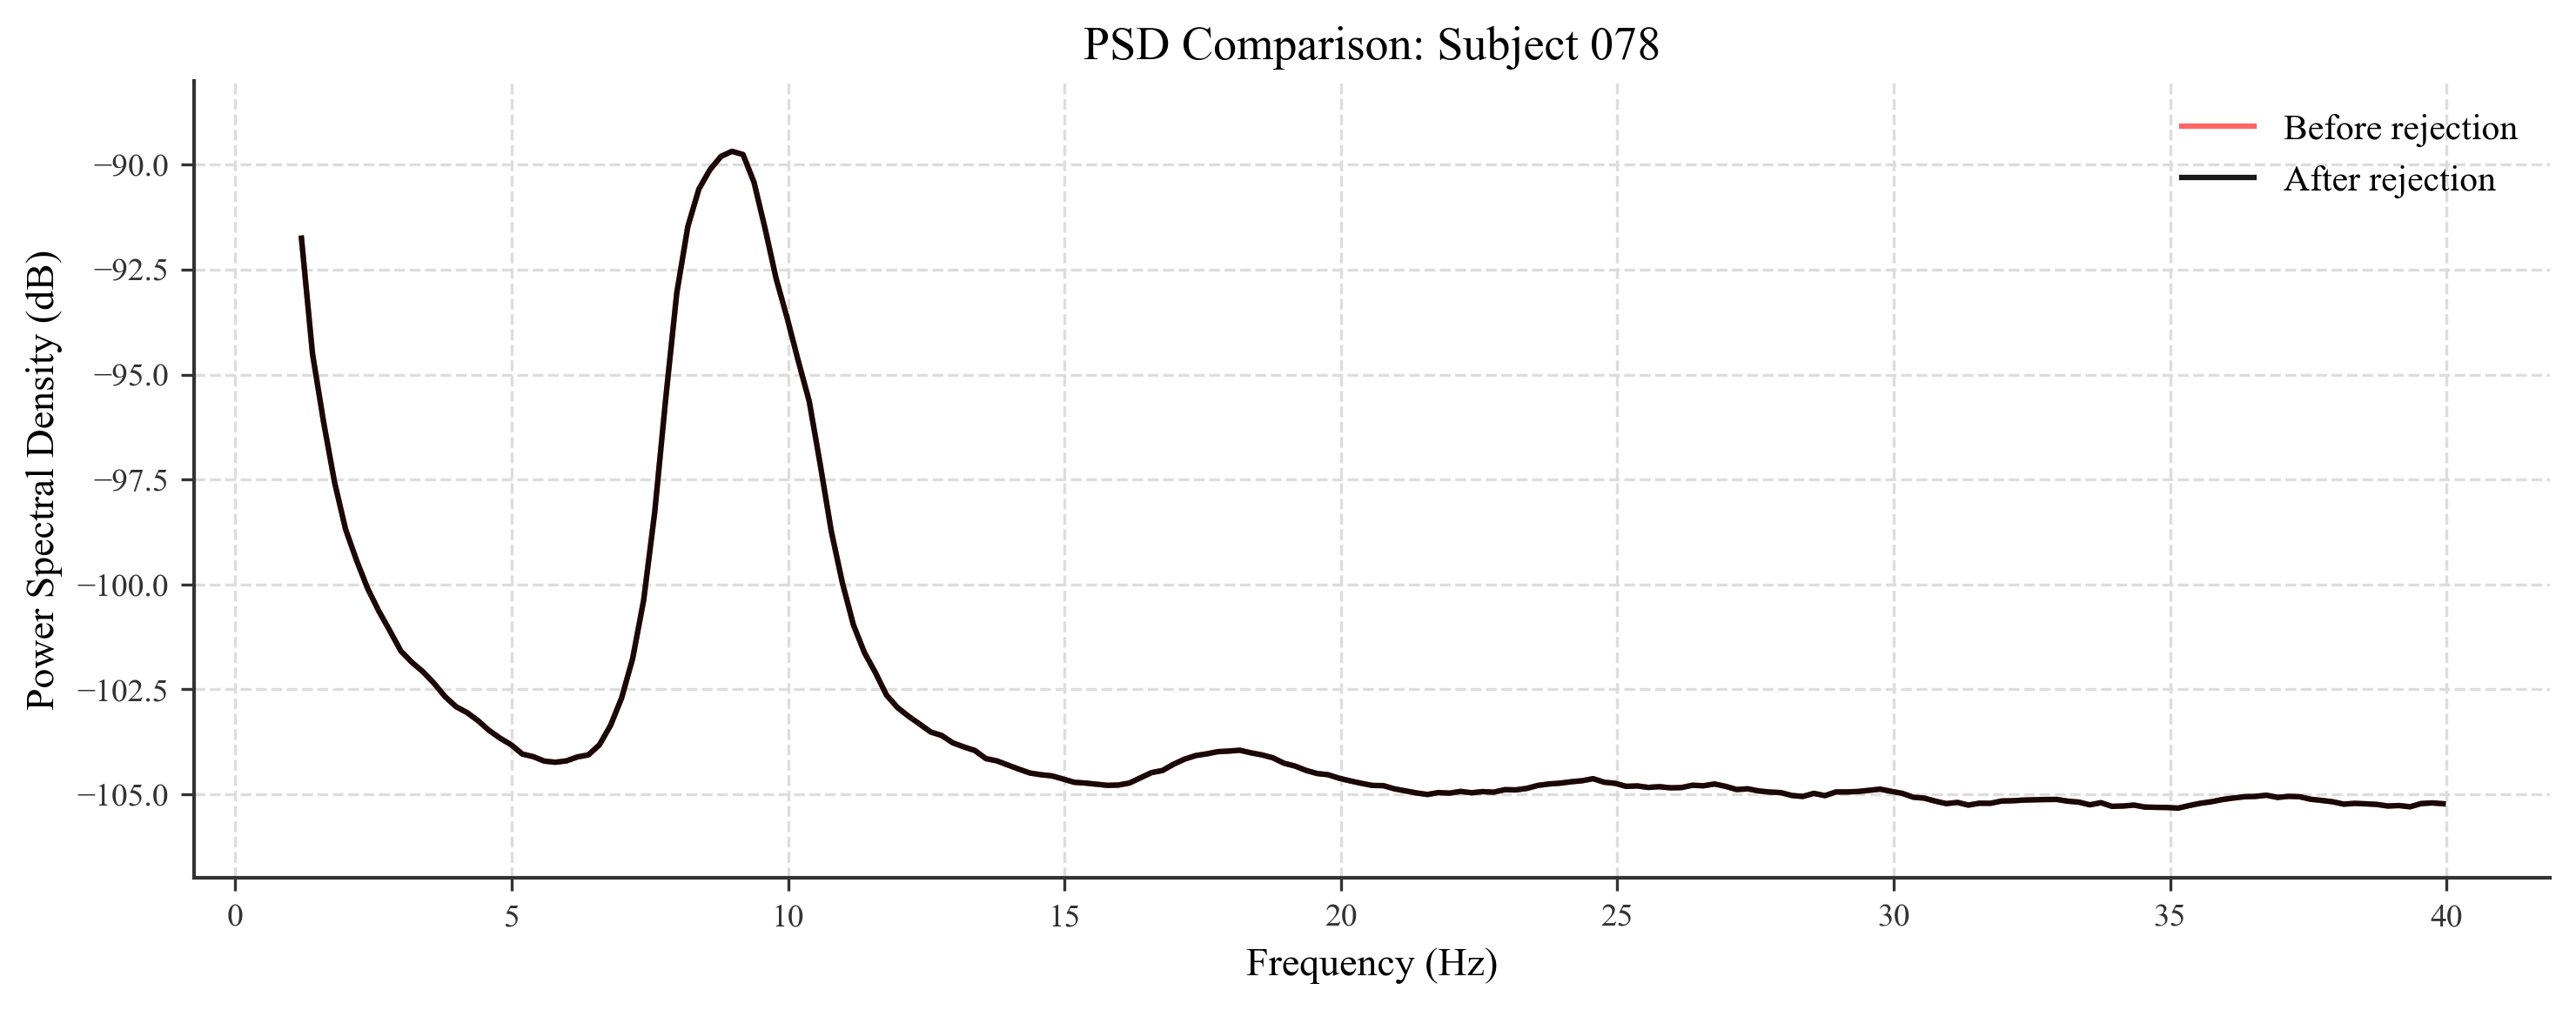 PSD Comparison: Subject 078
Before rejection
After rejection
Power Spectral Density (dB)
−90.0
−92.5
−95.0
−97.5
−100.0
−102.5
−105.0
0 5 10 15 20 25 30 35 40
Frequency (Hz)